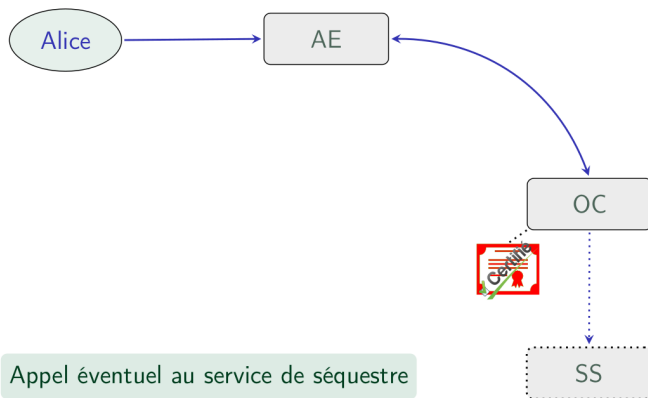 Alice
AE
OC
Certifié
SS
Appel éventuel au service de séquestre